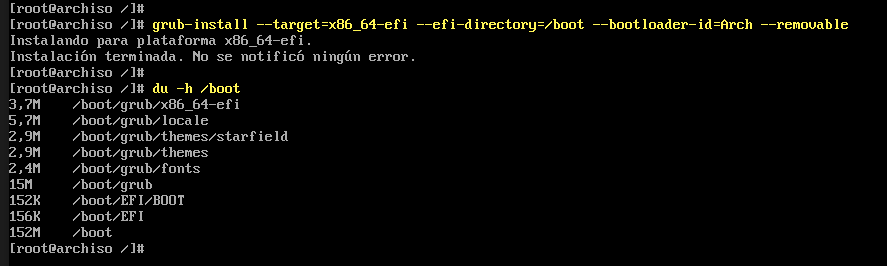 [root@archiso /]#
[root@archiso /]# grub-install --target=x86_64-efi --efi-directory=/boot --bootloader-id=Arch --removable
Instalando para plataforma x86_64-efi.
Instalación terminada. No se notificó ningún error.
[root@archiso /]#
[root@archiso /]# du -h /boot
3,7M    /boot/grub/x86_64-efi
5,7M    /boot/grub/locale
2,9M    /boot/grub/themes/starfield
2,9M    /boot/grub/themes
2,4M    /boot/grub/fonts
15M     /boot/grub
152K    /boot/EFI/BOOT
156K    /boot/EFI
152M    /boot
[root@archiso /]#